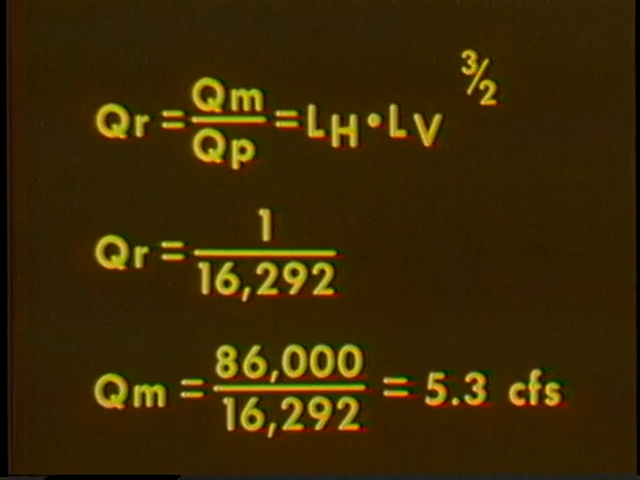 Qr = Qm/Qp = LH • LV 3/2
Qr = 1/16,292
Qm = 86,000/16,292 = 5.3 cfs